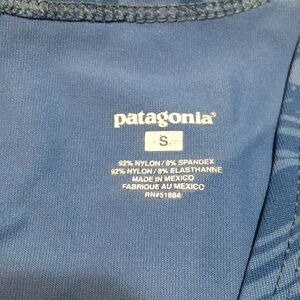 patagonia®
S
92% NYLON/8% SPANDEX
92% NYLON/8% ELASTHANNE
MADE IN MEXICO
FABRIQUE AU MEXICO
RN#51884